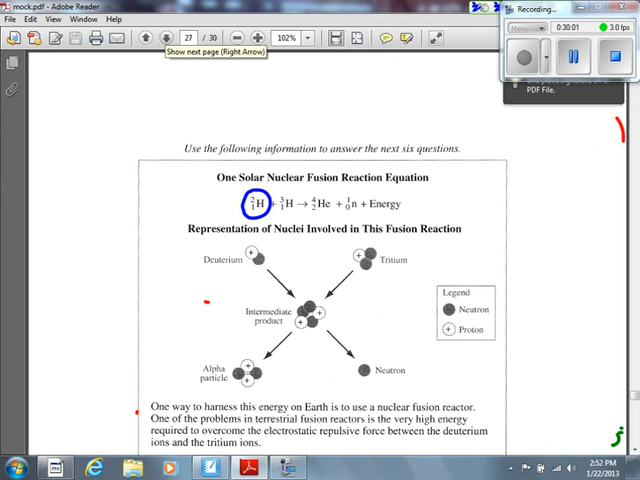 mock.pdf - Adobe Reader
File Edit View Window Help
27 / 30
102%
Show next page (Right Arrow)
Recording...
Menu
30:01:01
3.0 fps
PDF File.
Use the following information to answer the next six questions.
One Solar Nuclear Fusion Reaction Equation
²₁H + ³₁H → ⁴₂He + ¹₀n + Energy
Representation of Nuclei Involved in This Fusion Reaction
Deuterium
Tritium
Intermediate
product
Alpha
particle
Neutron
Legend
Neutron
Proton
One way to harness this energy on Earth is to use a nuclear fusion reactor.
One of the problems in terrestrial fusion reactors is the very high energy
required to overcome the electrostatic repulsive force between the deuterium
ions and the tritium ions.
2:52 PM
1/22/2013